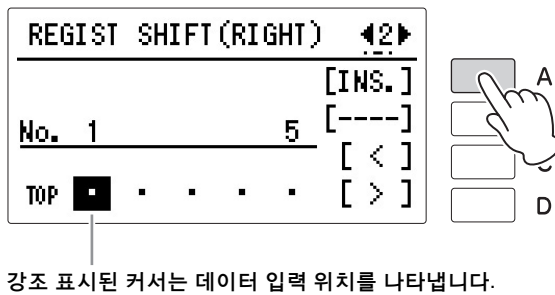 REGIST SHIFT(RIGHT) 2
[INS.]
[----]
No. 1 5
[ < ]
TOP [ > ]
A
D
강조 표시된 커서는 데이터 입력 위치를 나타냅니다.